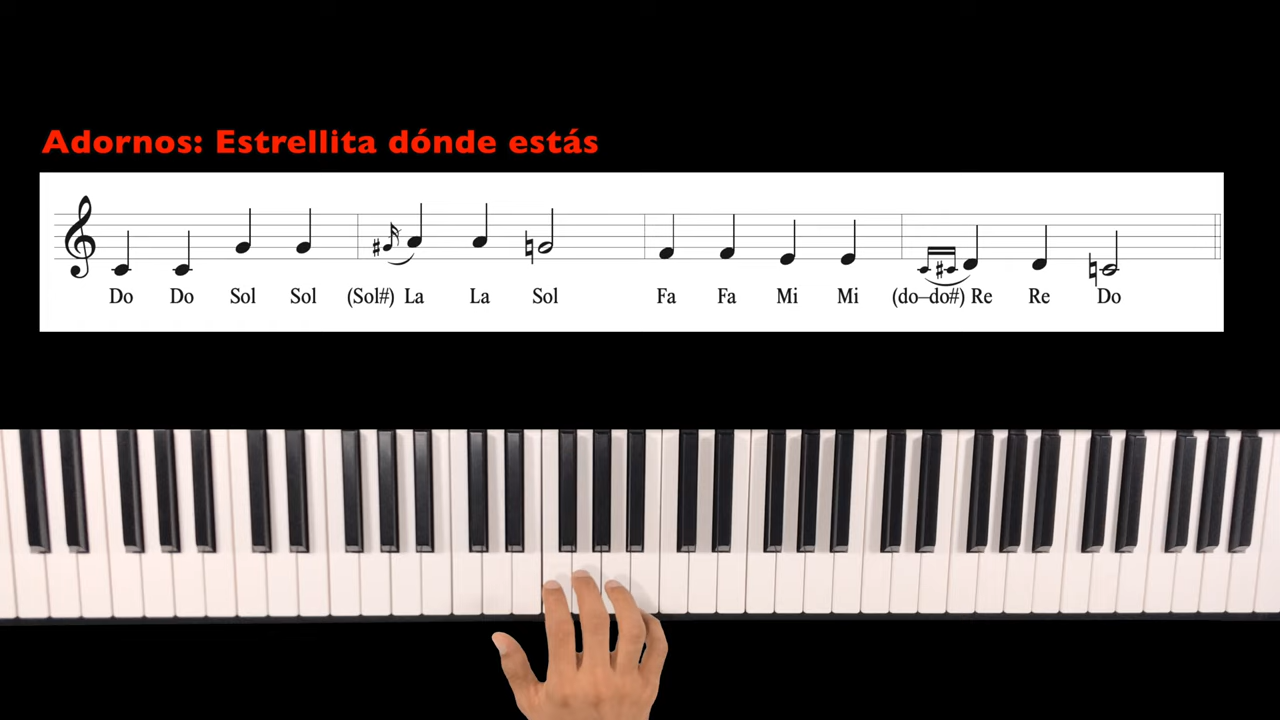 Adornos: Estrellita dónde estás
Do Do Sol Sol (Sol#) La La Sol Fa Fa Mi Mi (do–do#) Re Re Do